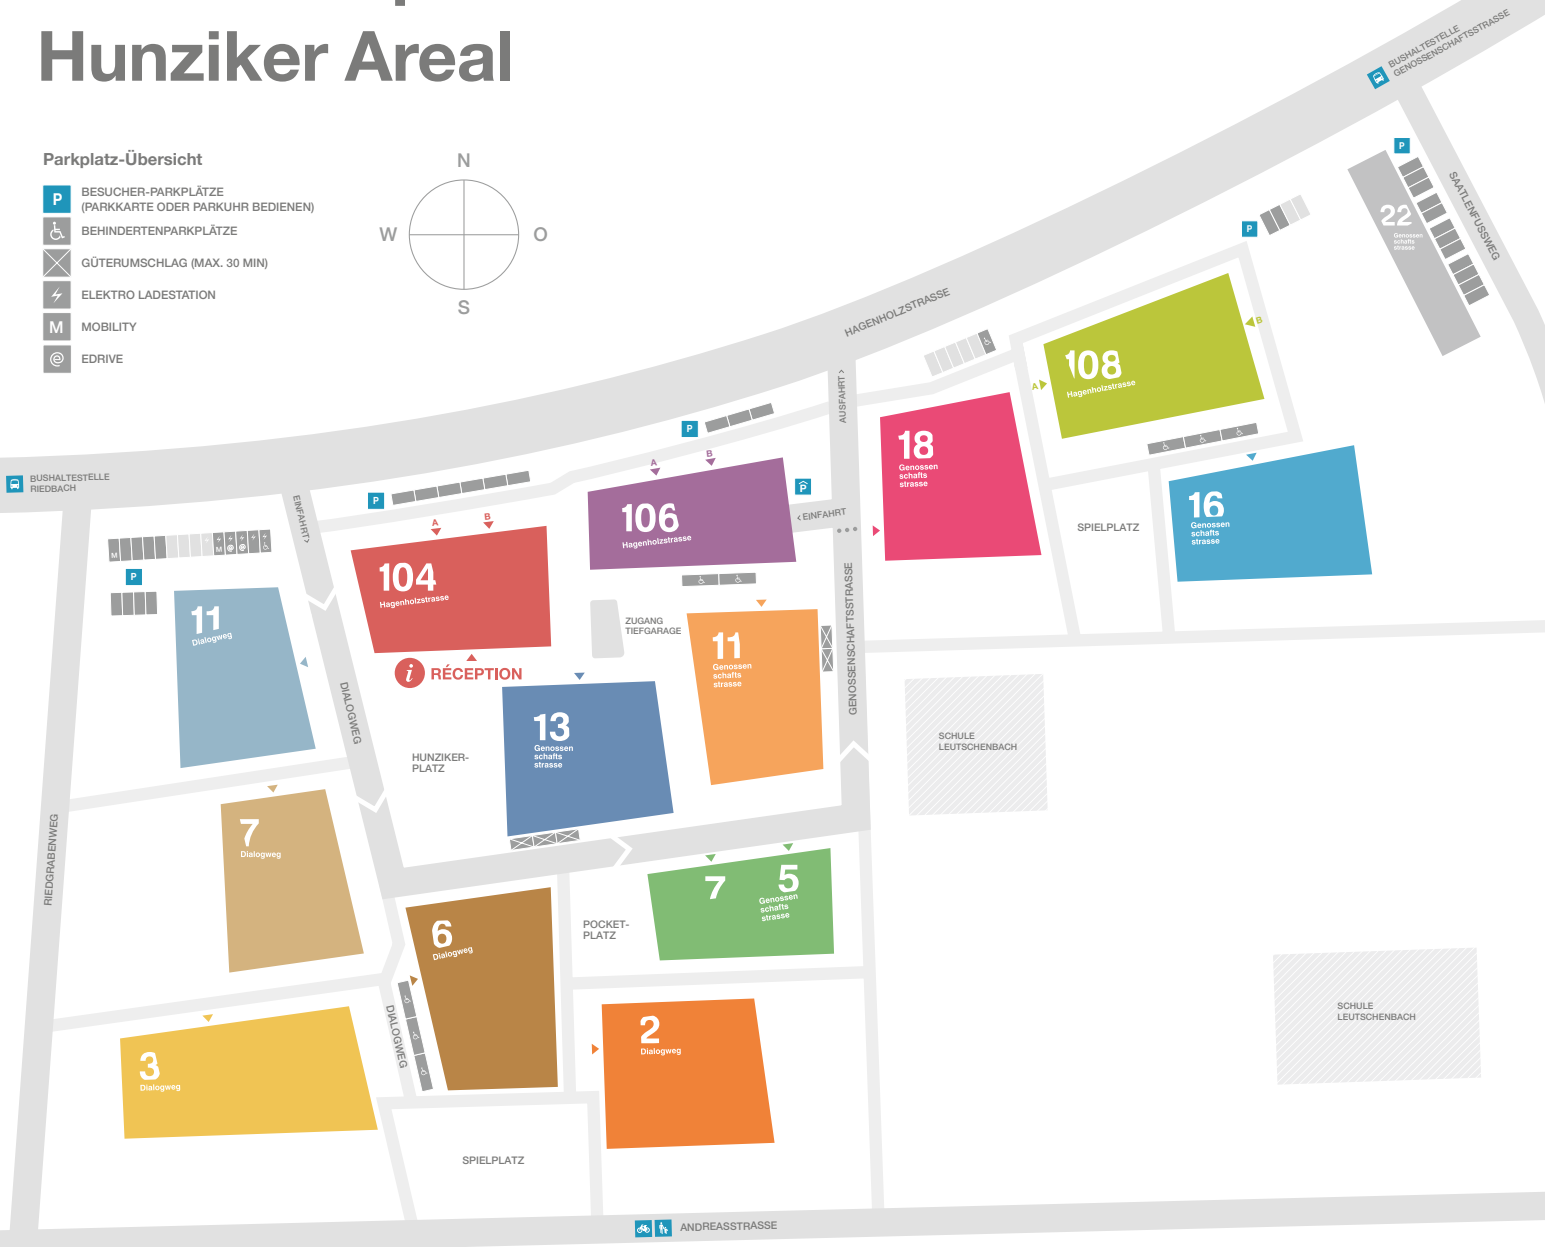 Hunziker Areal
Parkplatz-Übersicht
P
BESUCHER-PARKPLÄTZE
(PARKKARTE ODER PARKUHR BEDIENEN)
BEHINDERTENPARKPLÄTZE
GÜTERUMSCHLAG (MAX. 30 MIN)
ELEKTRO LADESTATION
M
MOBILITY
@
EDRIVE
N
W
O
S
BUSHALTESTELLE
GENOSSENSCHAFTSSTRASSE
P
SAATLENFUSSWEG
22
Genossen
schafts
strasse
P
HAGENHOLZSTRASSE
B
108
Hagenholzstrasse
A
AUSFAHRT >
P
A
B
18
Genossen
schafts
strasse
BUSHALTESTELLE
RIEDBACH
EINFAHRT>
P
A
B
106
Hagenholzstrasse
P
< EINFAHRT
SPIELPLATZ
16
Genossen
schafts
strasse
M
M
@
@
P
104
Hagenholzstrasse
11
Dialogweg
ZUGANG
TIEFGARAGE
11
Genossen
schafts
strasse
GENOSSENSCHAFTSSTRASSE
i
RÉCEPTION
DIALOGWEG
13
Genossen
schafts
strasse
HUNZIKER-
PLATZ
SCHULE
LEUTSCHENBACH
RIEDGRABENWEG
7
Dialogweg
7
5
Genossen
schafts
strasse
POCKET-
PLATZ
6
Dialogweg
DIALOGWEG
2
Dialogweg
SCHULE
LEUTSCHENBACH
3
Dialogweg
SPIELPLATZ
ANDREASSTRASSE